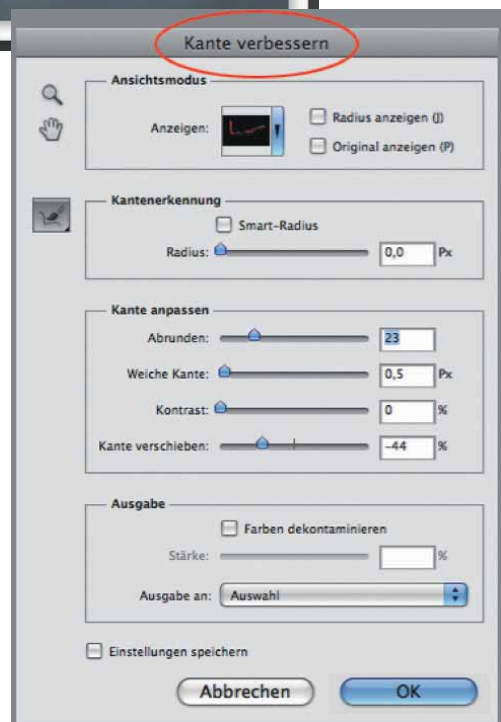 Kante verbessern
Ansichtsmodus
Anzeigen:
Radius anzeigen (J)
Original anzeigen (P)
Kantenerkennung
Smart-Radius
Radius: 0,0 Px
Kante anpassen
Abrunden: 23
Weiche Kante: 0,5 Px
Kontrast: 0 %
Kante verschieben: -44 %
Ausgabe
Farben dekontaminieren
Stärke: %
Ausgabe an: Auswahl
Einstellungen speichern
Abbrechen OK